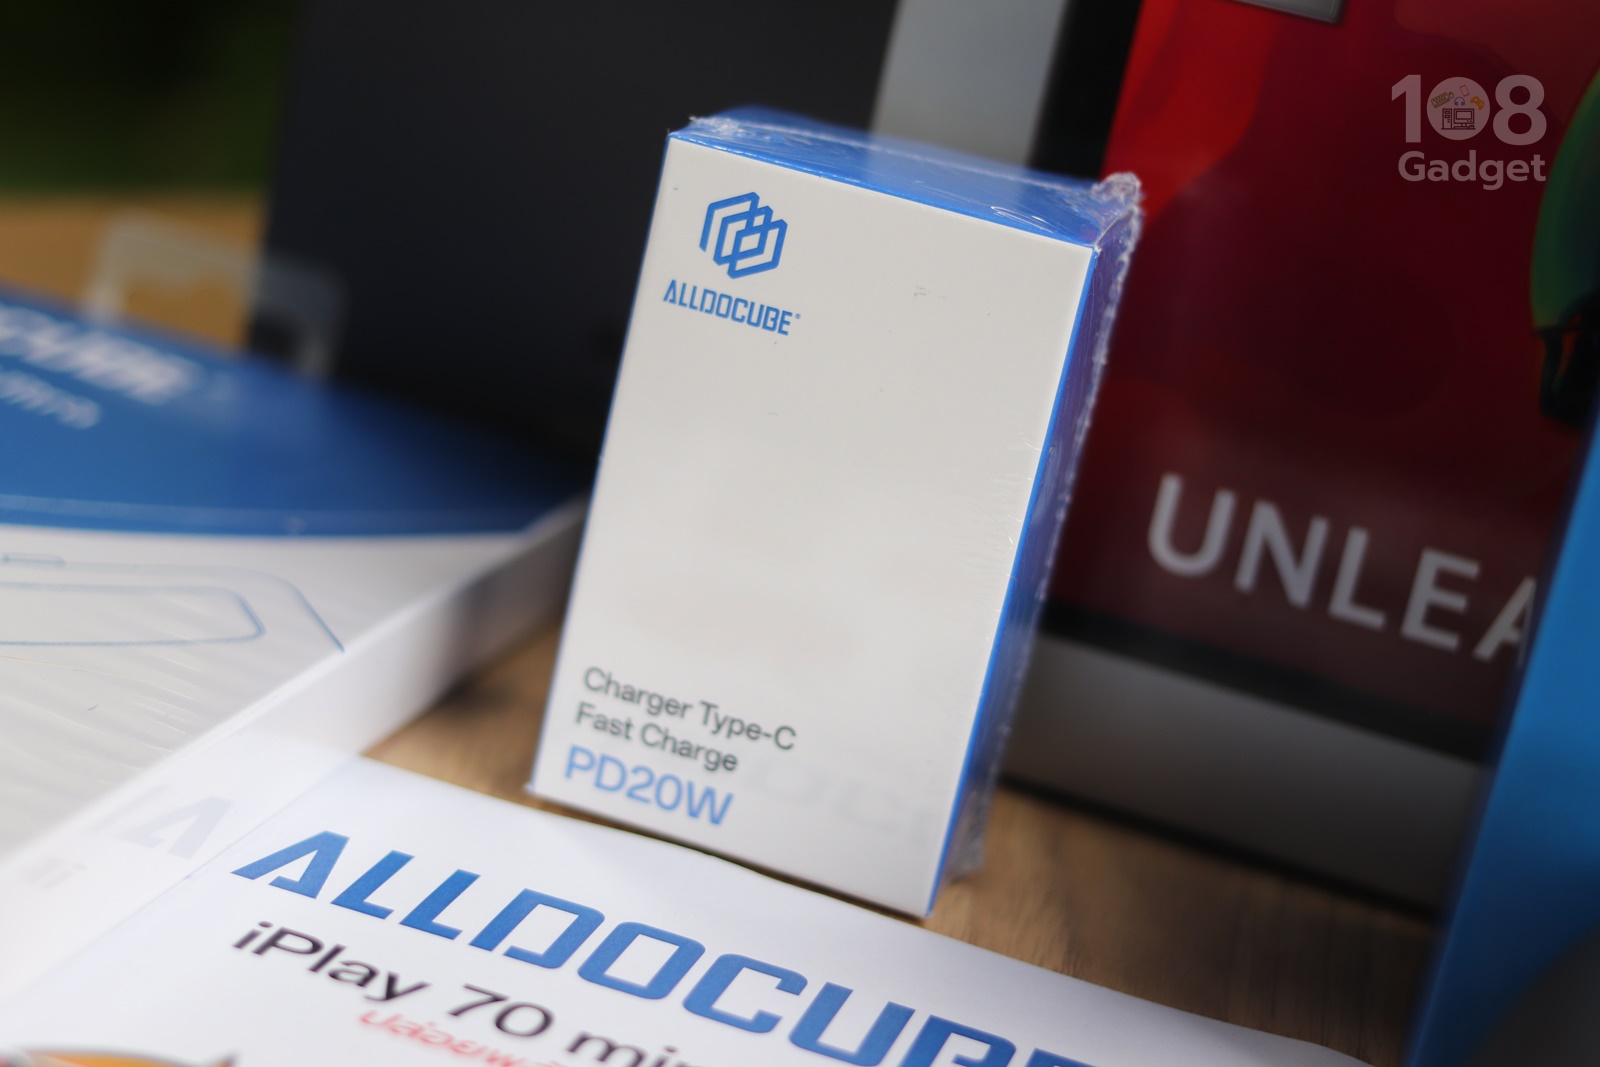 108
Gadget
ALLDOCUBE
Charger Type-C
Fast Charge
PD20W
UNLEA
ALLDOCUBE
iPlay 70 mi